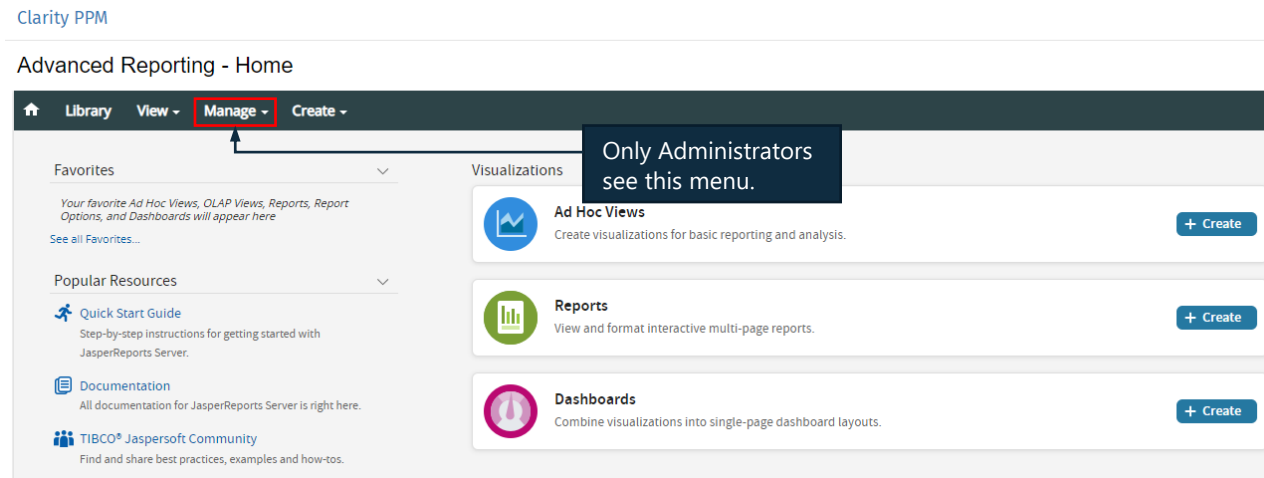 Clarity PPM
Advanced Reporting - Home
Library View Manage Create
Only Administrators
see this menu.
Favorites
Your favorite Ad Hoc Views, OLAP Views, Reports, Report
Options, and Dashboards will appear here
See all Favorites...
Popular Resources
Quick Start Guide
Step-by-step instructions for getting started with
JasperReports Server.
Documentation
All documentation for JasperReports Server is right here.
TIBCO® Jaspersoft Community
Find and share best practices, examples and how-tos.
Visualizations
Ad Hoc Views
Create visualizations for basic reporting and analysis.
+ Create
Reports
View and format interactive multi-page reports.
+ Create
Dashboards
Combine visualizations into single-page dashboard layouts.
+ Create